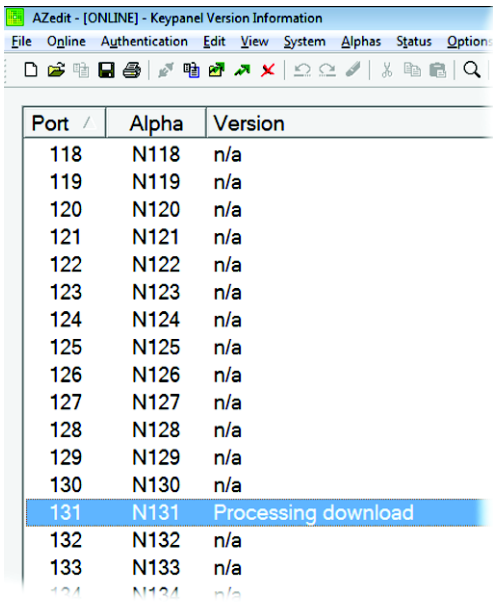 AZedit - [ONLINE] - Keypanel Version Information
File Online Authentication Edit View System Alphas Status Options
Port Alpha Version
118 N118 n/a
119 N119 n/a
120 N120 n/a
121 N121 n/a
122 N122 n/a
123 N123 n/a
124 N124 n/a
125 N125 n/a
126 N126 n/a
127 N127 n/a
128 N128 n/a
129 N129 n/a
130 N130 n/a
131 N131 Processing download
132 N132 n/a
133 N133 n/a
134 N134 n/a